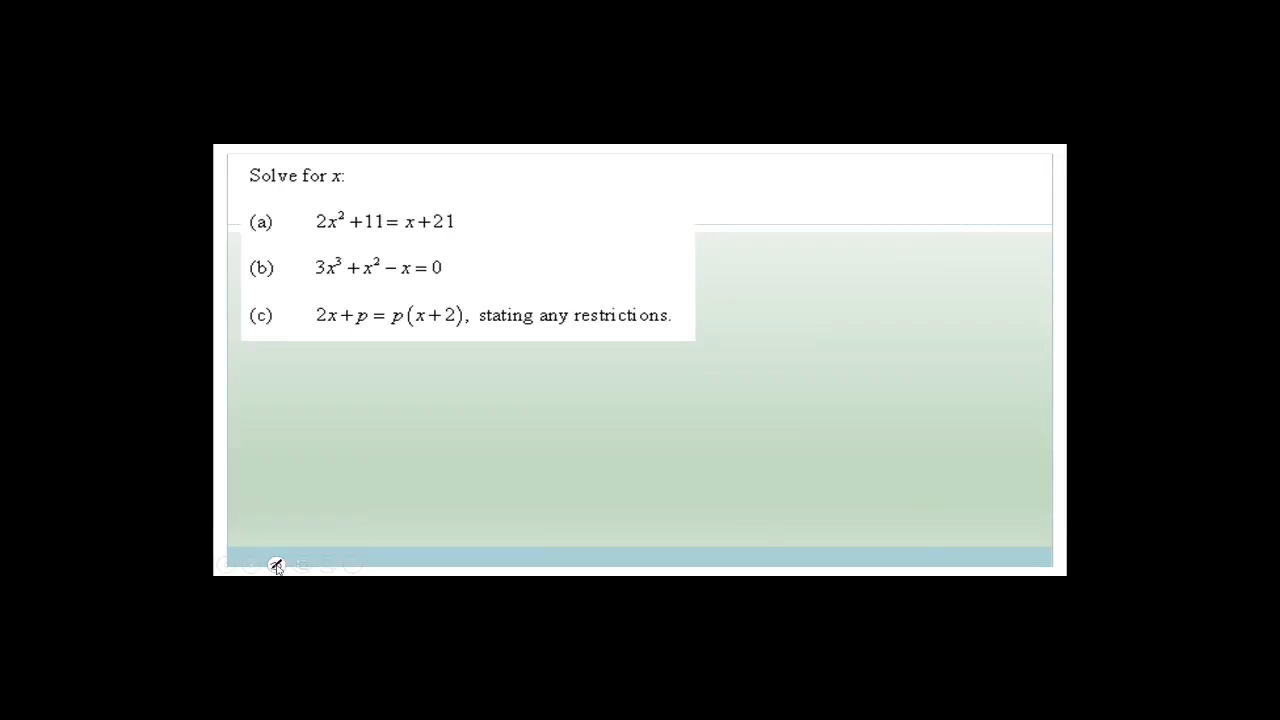 Solve for x:
(a) 2x² +11= x+21
(b) 3x³ + x² − x = 0
(c) 2x+p = p(x+2), stating any restrictions.